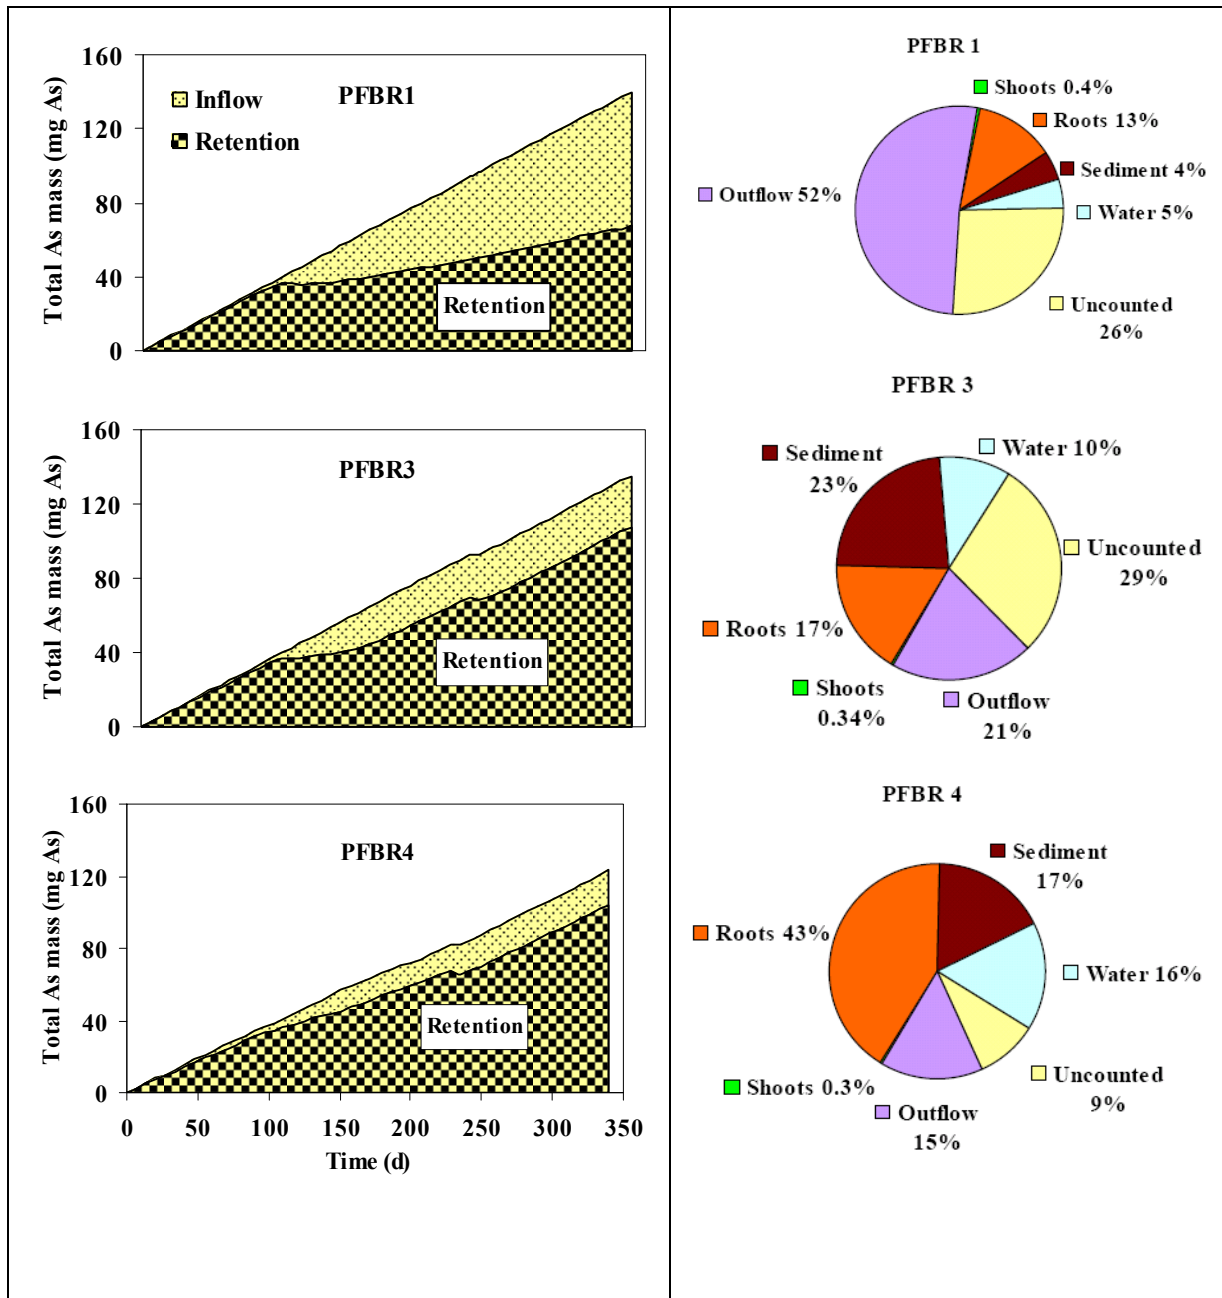 160
120
80
40
0
Total As mass (mg As)
PFBR1
Inflow
Retention
Retention
160
120
80
40
0
Total As mass (mg As)
PFBR3
Retention
160
120
80
40
0
Total As mass (mg As)
PFBR4
Retention
0 50 100 150 200 250 300 350
Time (d)
PFBR 1
Shoots 0.4%
Roots 13%
Sediment 4%
Water 5%
Uncounted
26%
Outflow 52%
PFBR 3
Water 10%
Sediment
23%
Uncounted
29%
Roots 17%
Shoots
0.34%
Outflow
21%
PFBR 4
Sediment
17%
Roots 43%
Water 16%
Uncounted
9%
Shoots 0.3%
Outflow
15%